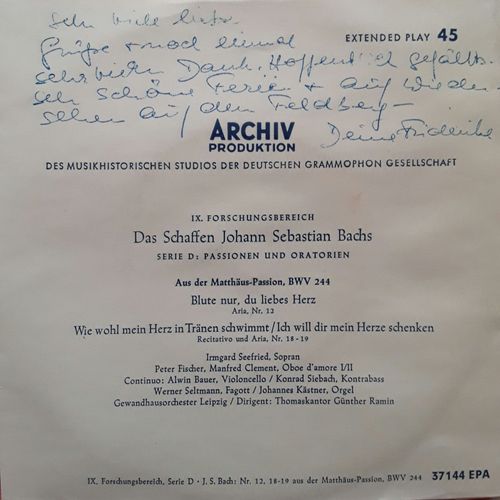 Sehr viele liebe
Grüße + noch einmal
sehr vielen Dank. Hoffentlich gefällts.
Sehr schöne Ferien + auf Wieder-
sehen auf dem Feldberg –
Deine Friederike
EXTENDED PLAY 45
ARCHIV
PRODUKTION
DES MUSIKHISTORISCHEN STUDIOS DER DEUTSCHEN GRAMMOPHON GESELLSCHAFT
IX. FORSCHUNGSBEREICH
Das Schaffen Johann Sebastian Bachs
SERIE D: PASSIONEN UND ORATORIEN
Aus der Matthäus-Passion, BWV 244
Blute nur, du liebes Herz
Aria, Nr. 12
Wie wohl mein Herz in Tränen schwimmt / Ich will dir mein Herze schenken
Recitativo und Aria, Nr. 18-19
Irmgard Seefried, Sopran
Peter Fischer, Manfred Clement, Oboe d'amore I/II
Continuo: Alwin Bauer, Violoncello / Konrad Siebach, Kontrabass
Werner Seltmann, Fagott / Johannes Kästner, Orgel
Gewandhausorchester Leipzig / Dirigent: Thomaskantor Günther Ramin
IX. Forschungsbereich, Serie D · J. S. Bach: Nr. 12, 18-19 aus der Matthäus-Passion, BWV 244 37144 EPA